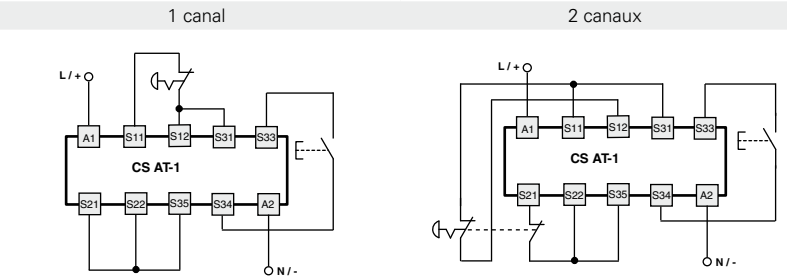 1 canal
2 canaux
L / +
A1 S11 S12 S31 S33
CS AT-1
S21 S22 S35 S34 A2
N / -
L / +
A1 S11 S12 S31 S33
CS AT-1
S21 S22 S35 S34 A2
N / -